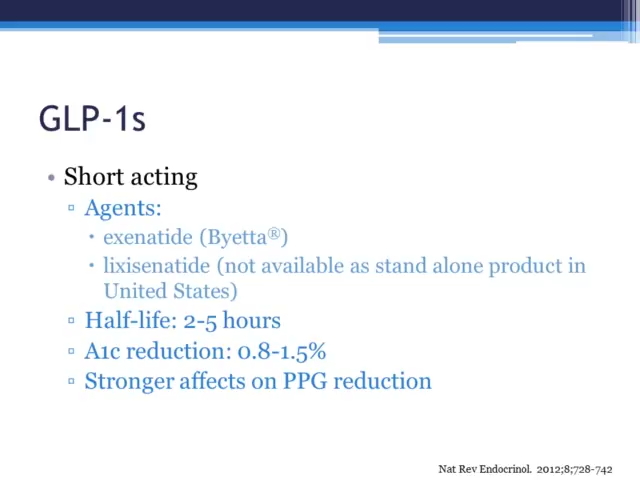 GLP-1s
• Short acting
▫ Agents:
▪ exenatide (Byetta®)
▪ lixisenatide (not available as stand alone product in
United States)
▫ Half-life: 2-5 hours
▫ A1c reduction: 0.8-1.5%
▫ Stronger affects on PPG reduction
Nat Rev Endocrinol. 2012;8;728-742